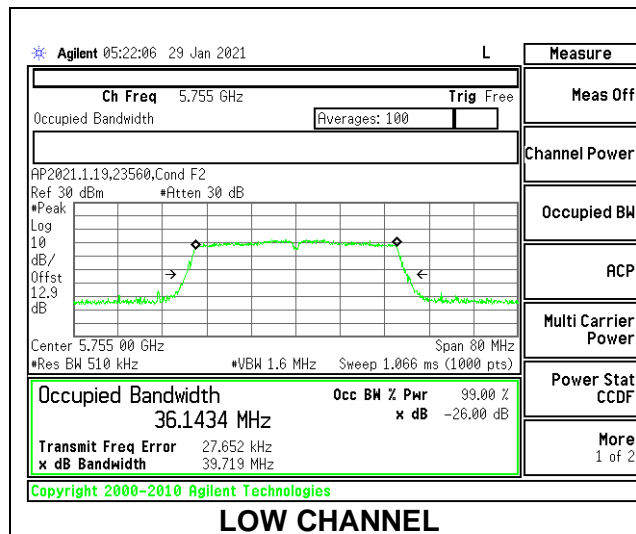 Agilent 05:22:06 29 Jan 2021 L
Measure
Ch Freq 5.755 GHz Trig Free
Occupied Bandwidth Averages: 100
AP2021.1.19,23560,Cond F2
Ref 30 dBm #Atten 30 dB
#Peak
Log
10
dB/
Offst
12.9
dB
Center 5.755 00 GHz Span 80 MHz
#Res BW 510 kHz #VBW 1.6 MHz Sweep 1.066 ms (1000 pts)
Occupied Bandwidth Occ BW % Pwr 99.00 %
36.1434 MHz x dB -26.00 dB
Transmit Freq Error 27.652 kHz
x dB Bandwidth 39.719 MHz
Copyright 2000-2010 Agilent Technologies
Meas Off
Channel Power
Occupied BW
ACP
Multi Carrier
Power
Power Stat
CCDF
More
1 of 2
LOW CHANNEL